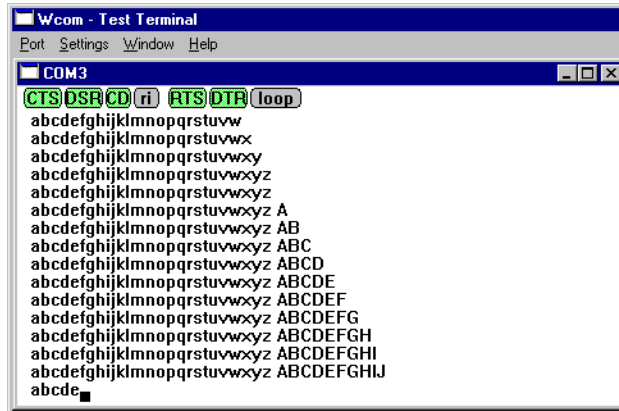 Wcom - Test Terminal
Port Settings Window Help
COM3
CTS DSR CD ri RTS DTR loop
abcdefghijklmnopqrstuvw
abcdefghijklmnopqrstuvwx
abcdefghijklmnopqrstuvwxy
abcdefghijklmnopqrstuvwxyz
abcdefghijklmnopqrstuvwxyz
abcdefghijklmnopqrstuvwxyz A
abcdefghijklmnopqrstuvwxyz AB
abcdefghijklmnopqrstuvwxyz ABC
abcdefghijklmnopqrstuvwxyz ABCD
abcdefghijklmnopqrstuvwxyz ABCDE
abcdefghijklmnopqrstuvwxyz ABCDEF
abcdefghijklmnopqrstuvwxyz ABCDEFG
abcdefghijklmnopqrstuvwxyz ABCDEFGH
abcdefghijklmnopqrstuvwxyz ABCDEFGHI
abcdefghijklmnopqrstuvwxyz ABCDEFGHIJ
abcde